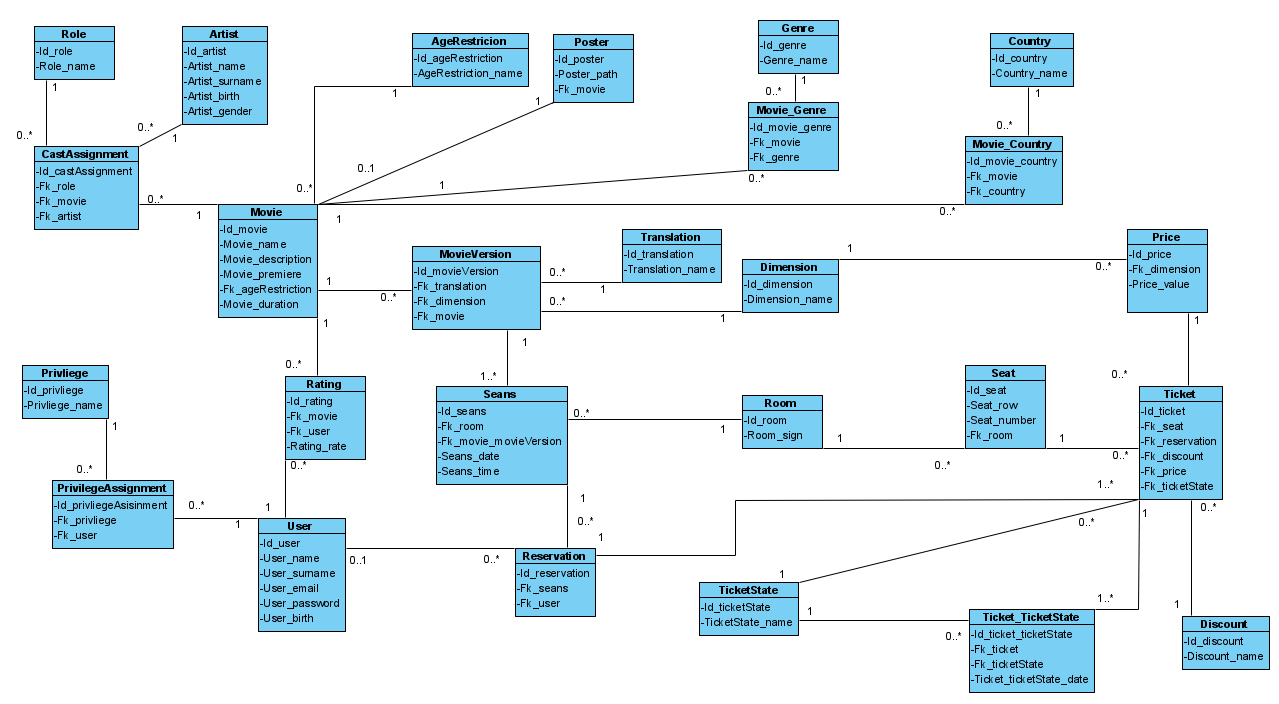 Role
-Id_role
-Role_name
Artist
-Id_artist
-Artist_name
-Artist_surname
-Artist_birth
-Artist_gender
AgeRestricion
-Id_ageRestriction
-AgeRestriction_name
Poster
-Id_poster
-Poster_path
-Fk_movie
Genre
-Id_genre
-Genre_name
Country
-Id_country
-Country_name
1
0..*
0..*
1
1
1
1
0..*
1
0..*
CastAssignment
-Id_castAssignment
-Fk_role
-Fk_movie
-Fk_artist
Movie_Genre
-Id_movie_genre
-Fk_movie
-Fk_genre
Movie_Country
-Id_movie_country
-Fk_movie
-Fk_country
0..*
1
0..*
0..1
1
0..*
1
0..*
Movie
-Id_movie
-Movie_name
-Movie_description
-Movie_premiere
-Fk_ageRestriction
-Movie_duration
MovieVersion
-Id_movieVersion
-Fk_translation
-Fk_dimension
-Fk_movie
Translation
-Id_translation
-Translation_name
Dimension
-Id_dimension
-Dimension_name
Price
-Id_price
-Fk_dimension
-Price_value
1
0..*
0..*
1
0..*
1
1
0..*
1
0..*
1
1..*
1
0..*
Privliege
-Id_privliege
-Privliege_name
Rating
-Id_rating
-Fk_movie
-Fk_user
-Rating_rate
Seans
-Id_seans
-Fk_room
-Fk_movie_movieVersion
-Seans_date
-Seans_time
Room
-Id_room
-Room_sign
Seat
-Id_seat
-Seat_row
-Seat_number
-Fk_room
Ticket
-Id_ticket
-Fk_seat
-Fk_reservation
-Fk_discount
-Fk_price
-Fk_ticketState
1
0..*
0..*
1
1
0..*
1
0..*
PrivilegeAssignment
-Id_privliegeAsisinment
-Fk_privliege
-Fk_user
0..*
1
0..*
1
1
0..*
1
1..*
0..*
1
0..*
User
-Id_user
-User_name
-User_surname
-User_email
-User_password
-User_birth
0..1
0..*
Reservation
-Id_reservation
-Fk_seans
-Fk_user
1
TicketState
-Id_ticketState
-TicketState_name
1
0..*
1..*
Ticket_TicketState
-Id_ticket_ticketState
-Fk_ticket
-Fk_ticketState
-Ticket_ticketState_date
1
Discount
-Id_discount
-Discount_name